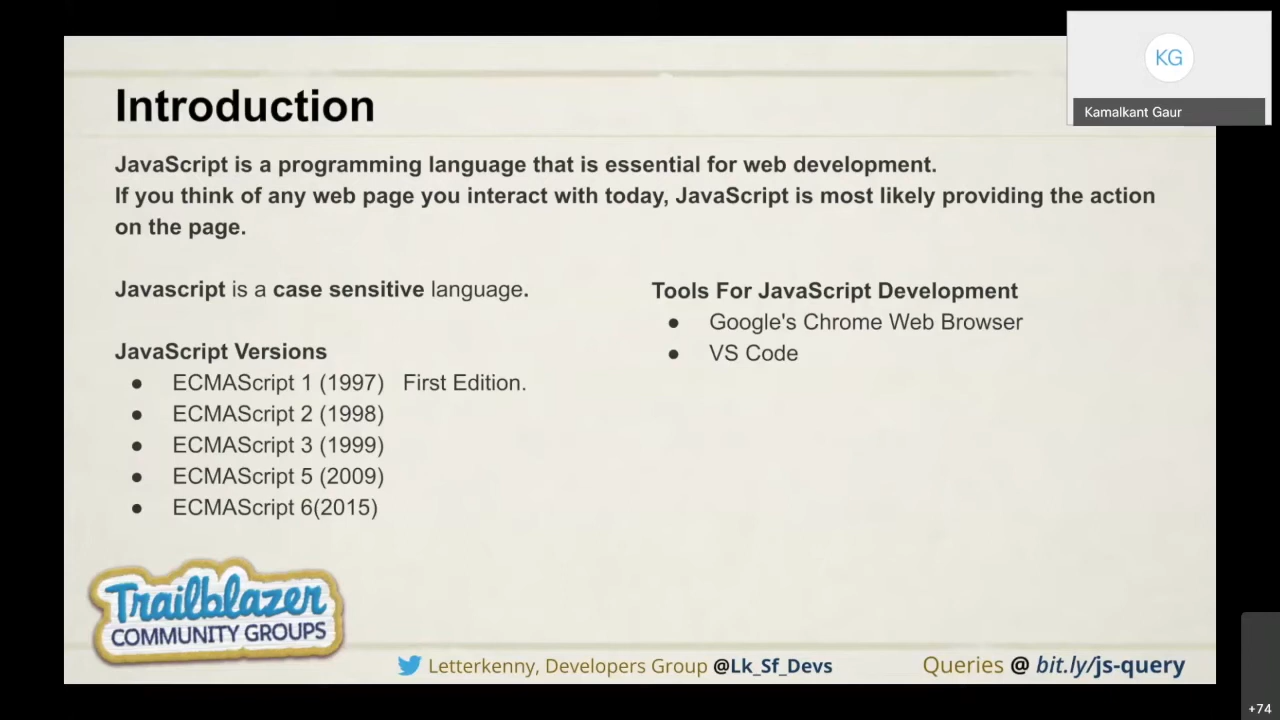 KG
Kamalkant Gaur
Introduction
JavaScript is a programming language that is essential for web development.
If you think of any web page you interact with today, JavaScript is most likely providing the action
on the page.
Javascript is a case sensitive language.
JavaScript Versions
● ECMAScript 1 (1997) First Edition.
● ECMAScript 2 (1998)
● ECMAScript 3 (1999)
● ECMAScript 5 (2009)
● ECMAScript 6(2015)
Tools For JavaScript Development
● Google's Chrome Web Browser
● VS Code
Trailblazer
COMMUNITY GROUPS
Letterkenny, Developers Group @Lk_Sf_Devs
Queries @ bit.ly/js-query
+74